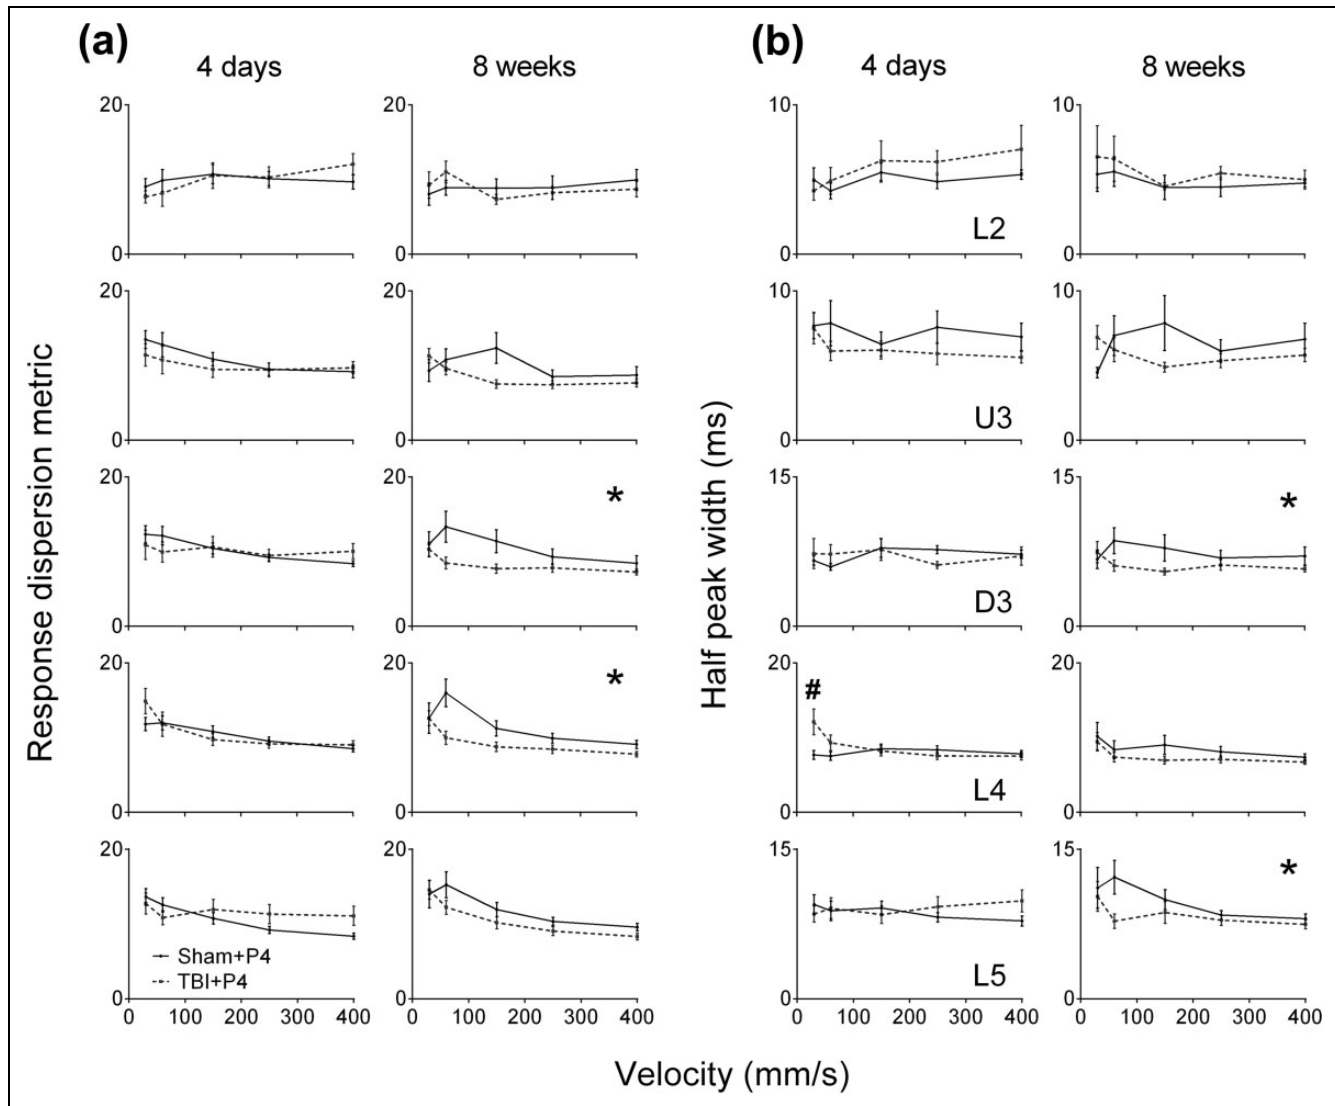 (a)
(b)
4 days
8 weeks
4 days
8 weeks
Response dispersion metric
Half peak width (ms)
20
0
20
0
10
0
L2
10
0
20
0
20
0
10
0
U3
10
0
20
0
20
0
*
15
0
D3
15
0
*
20
0
20
0
*
20
0
#
L4
20
0
20
0
Sham+P4
TBI+P4
20
0
15
0
L5
15
0
*
0 100 200 300 400
0 100 200 300 400
0 100 200 300 400
0 100 200 300 400
Velocity (mm/s)